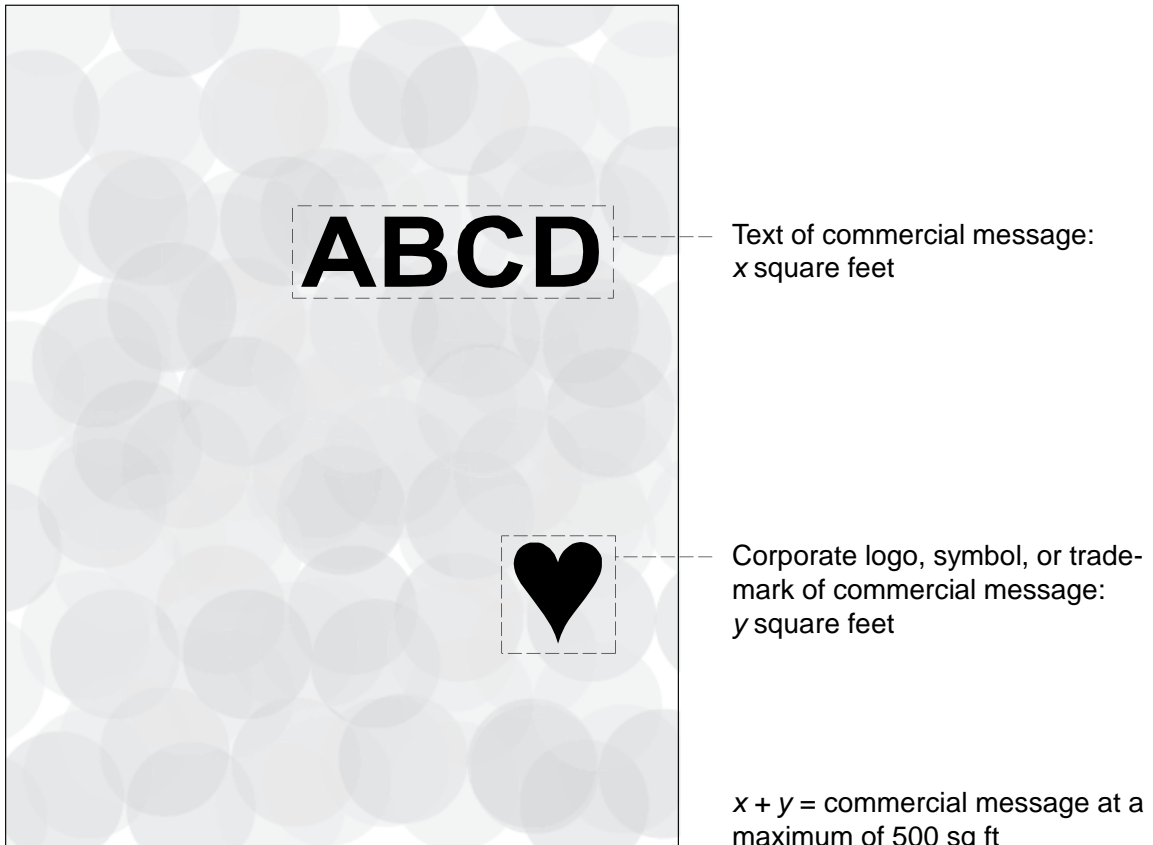 ABCD
Text of commercial message:
x square feet
Corporate logo, symbol, or trade-
mark of commercial message:
y square feet
x + y = commercial message at a
maximum of 500 sq ft